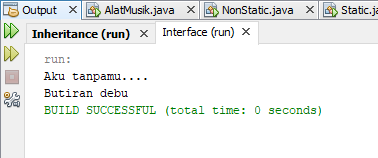 Output AlatMusik.java NonStatic.java Static.j
Inheritance (run) Interface (run)
run:
Aku tanpamu....
Butiran debu
BUILD SUCCESSFUL (total time: 0 seconds)